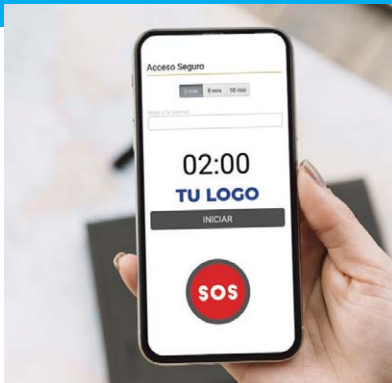 Acceso Seguro
2 min 5 min 10 min
02:00
TU LOGO
INICIAR
SOS